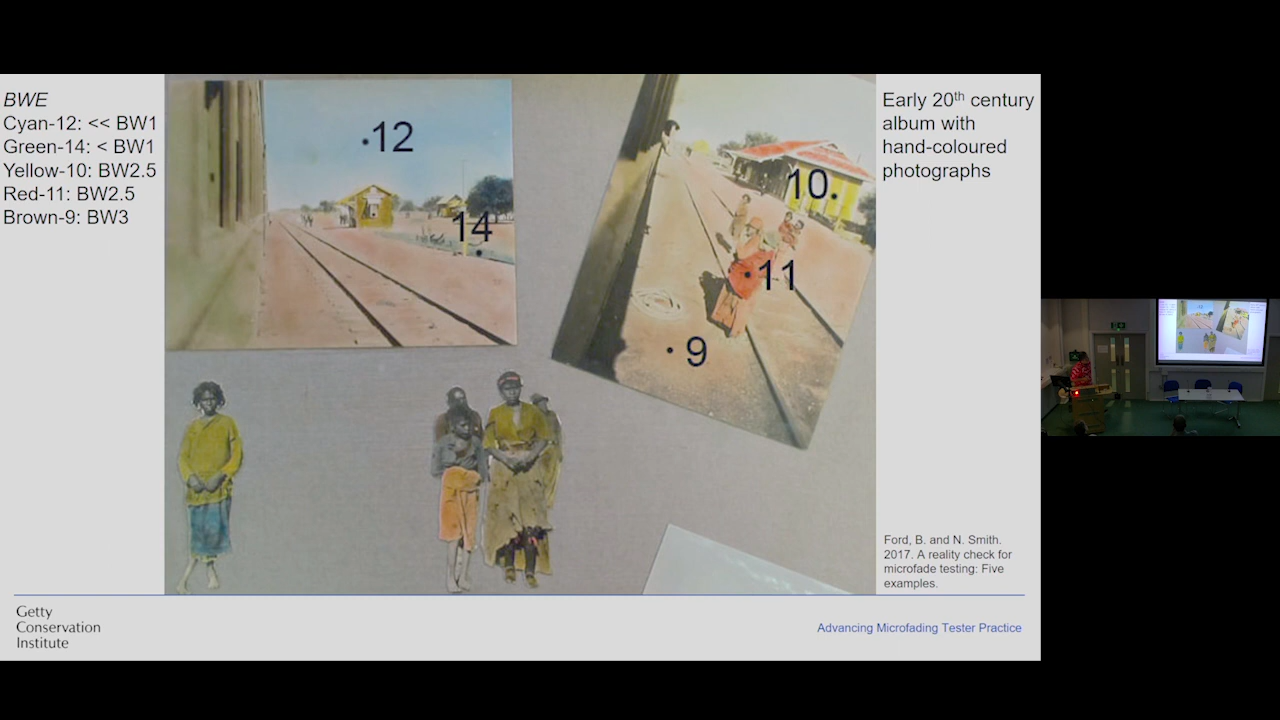 BWE
Cyan-12: << BW1
Green-14: < BW1
Yellow-10: BW2.5
Red-11: BW2.5
Brown-9: BW3
12
14
10
11
9
Early 20th century
album with
hand-coloured
photographs
Ford, B. and N. Smith.
2017. A reality check for
microfade testing: Five
examples.
Getty
Conservation
Institute
Advancing Microfading Tester Practice